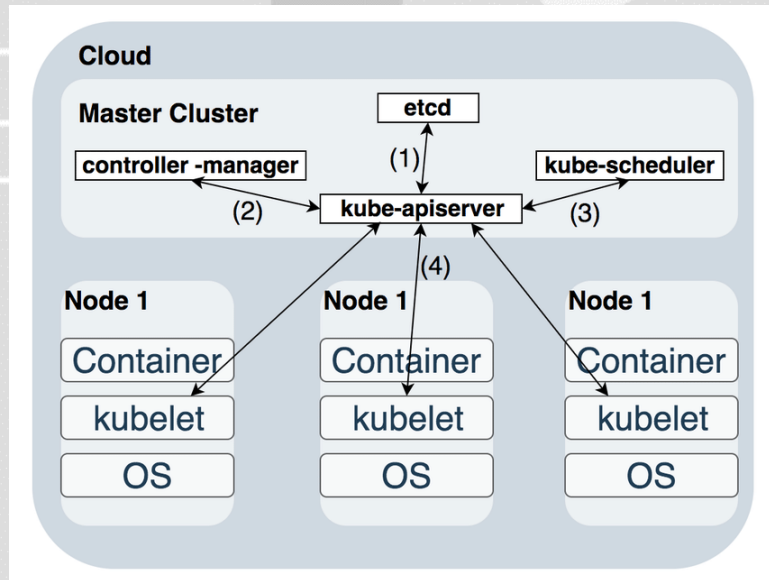 Cloud
Master Cluster
etcd
(1)
controller -manager
kube-scheduler
(2)
kube-apiserver
(3)
(4)
Node 1
Node 1
Node 1
Container
Container
Container
kubelet
kubelet
kubelet
OS
OS
OS